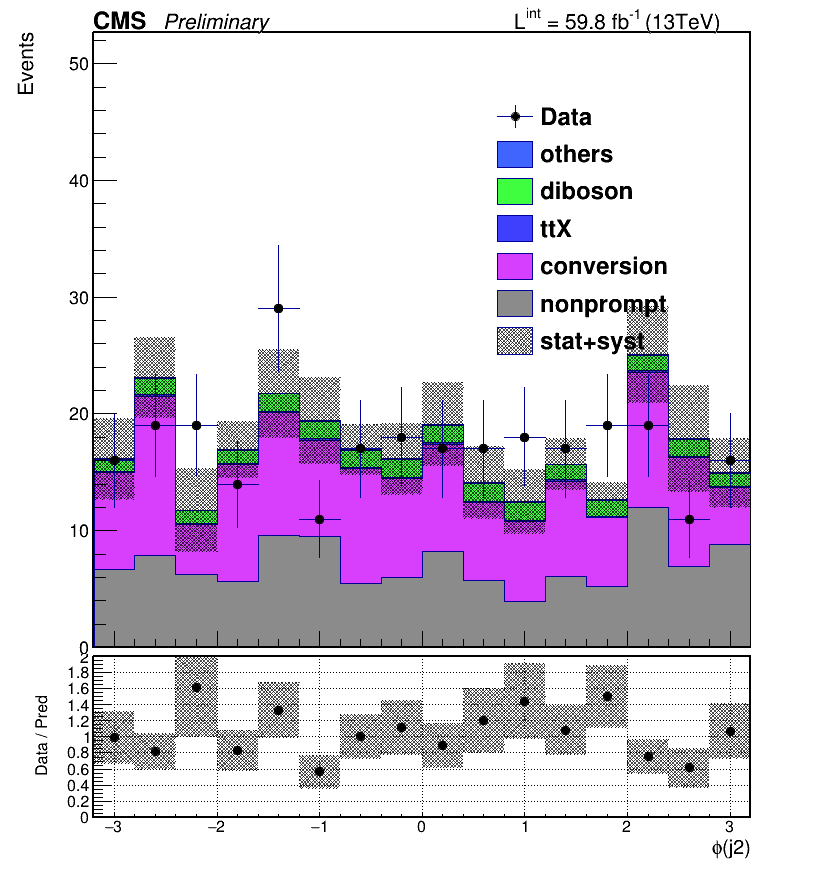 CMS Preliminary L^int = 59.8 fb^-1 (13TeV)
Events
50
40
30
20
10
0
Data
others
diboson
ttX
conversion
nonprompt
stat+syst
Data / Pred
2
1.8
1.6
1.4
1.2
1
0.8
0.6
0.4
0.2
0
−3 −2 −1 0 1 2 3
ϕ(j2)